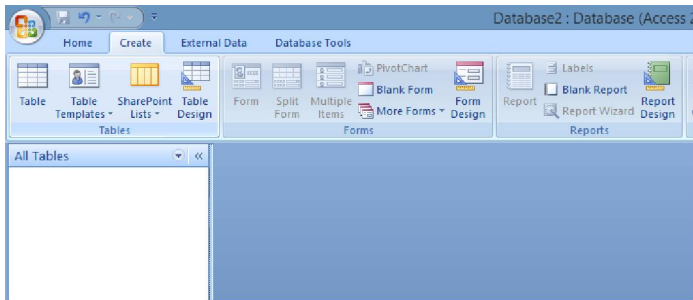 Database2 : Database (Access
Home Create External Data Database Tools
Table
Table Templates
SharePoint Lists
Table Design
Tables
Form
Split Form
Multiple Items
PivotChart
Blank Form
More Forms
Form Design
Forms
Report
Labels
Blank Report
Report Wizard
Report Design
Reports
All Tables